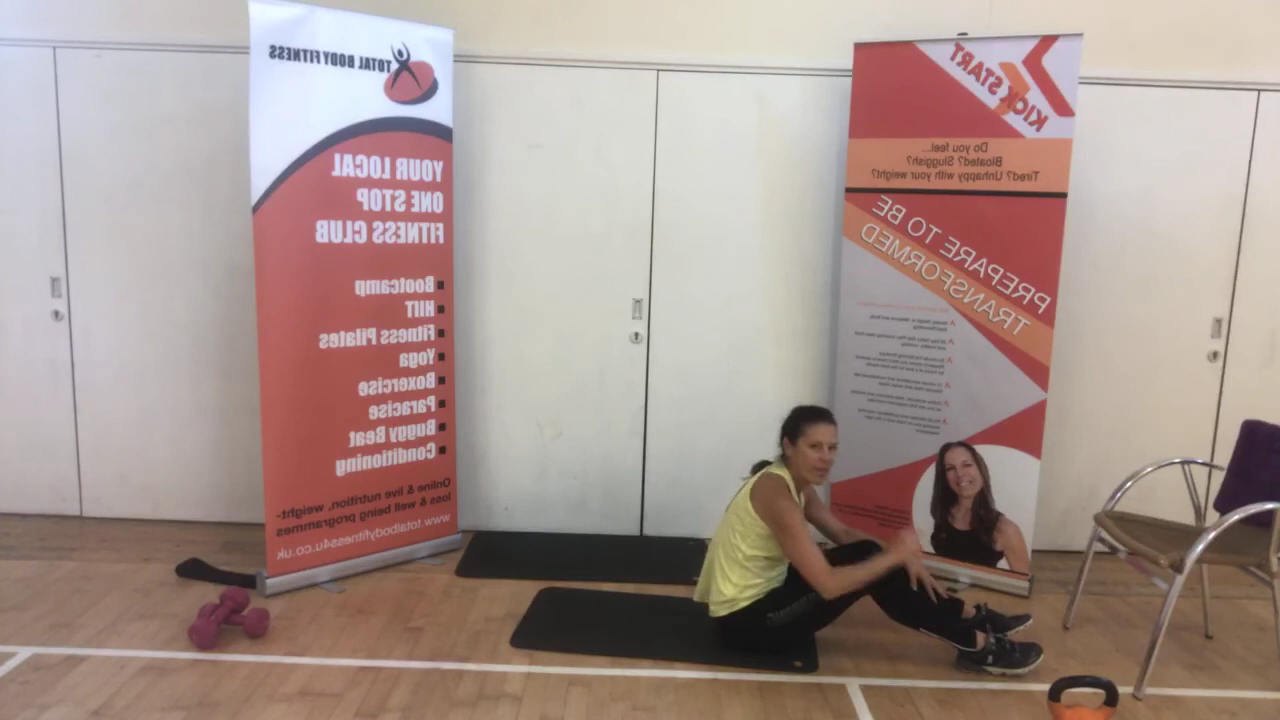 TOTAL BODY FITNESS
YOUR LOCAL
ONE STOP
FITNESS CLUB
Bootcamp
HIIT
Fitness Pilates
Yoga
Boxercise
Paracise
Buggy Beat
Conditioning
Online & live nutrition, weight-
loss & well being programmes
www.totalbodyfitness4u.co.uk
KICK START
Do you feel...
Bloated? Sluggish?
Tired? Unhappy with your weight?
PREPARE TO BE
TRANSFORMED